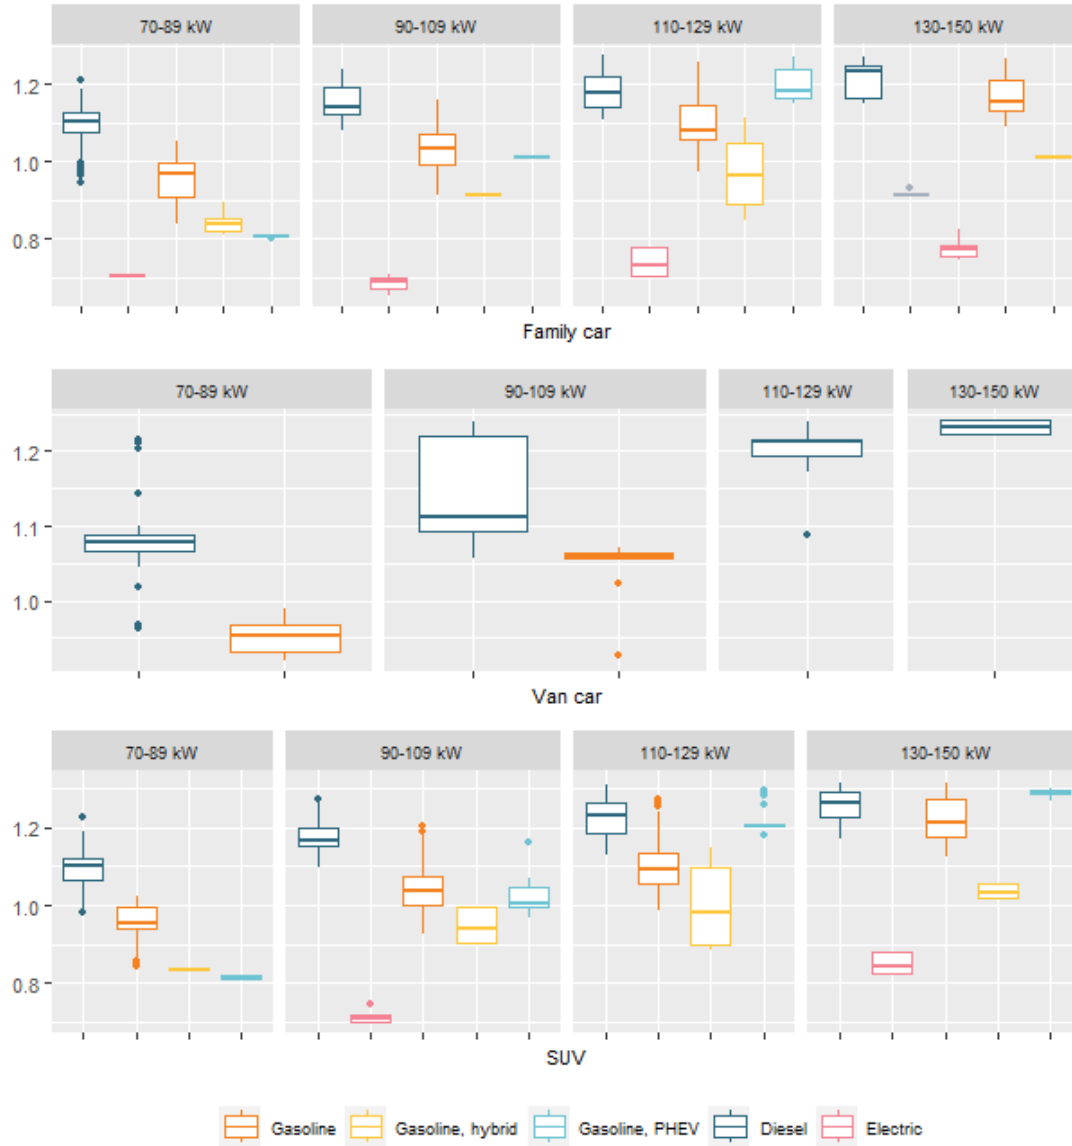 70-89 kW 90-109 kW 110-129 kW 130-150 kW
1.2
1.0
0.8
Family car
70-89 kW 90-109 kW 110-129 kW 130-150 kW
1.2
1.1
1.0
Van car
70-89 kW 90-109 kW 110-129 kW 130-150 kW
1.2
1.0
0.8
SUV
Gasoline Gasoline, hybrid Gasoline, PHEV Diesel Electric